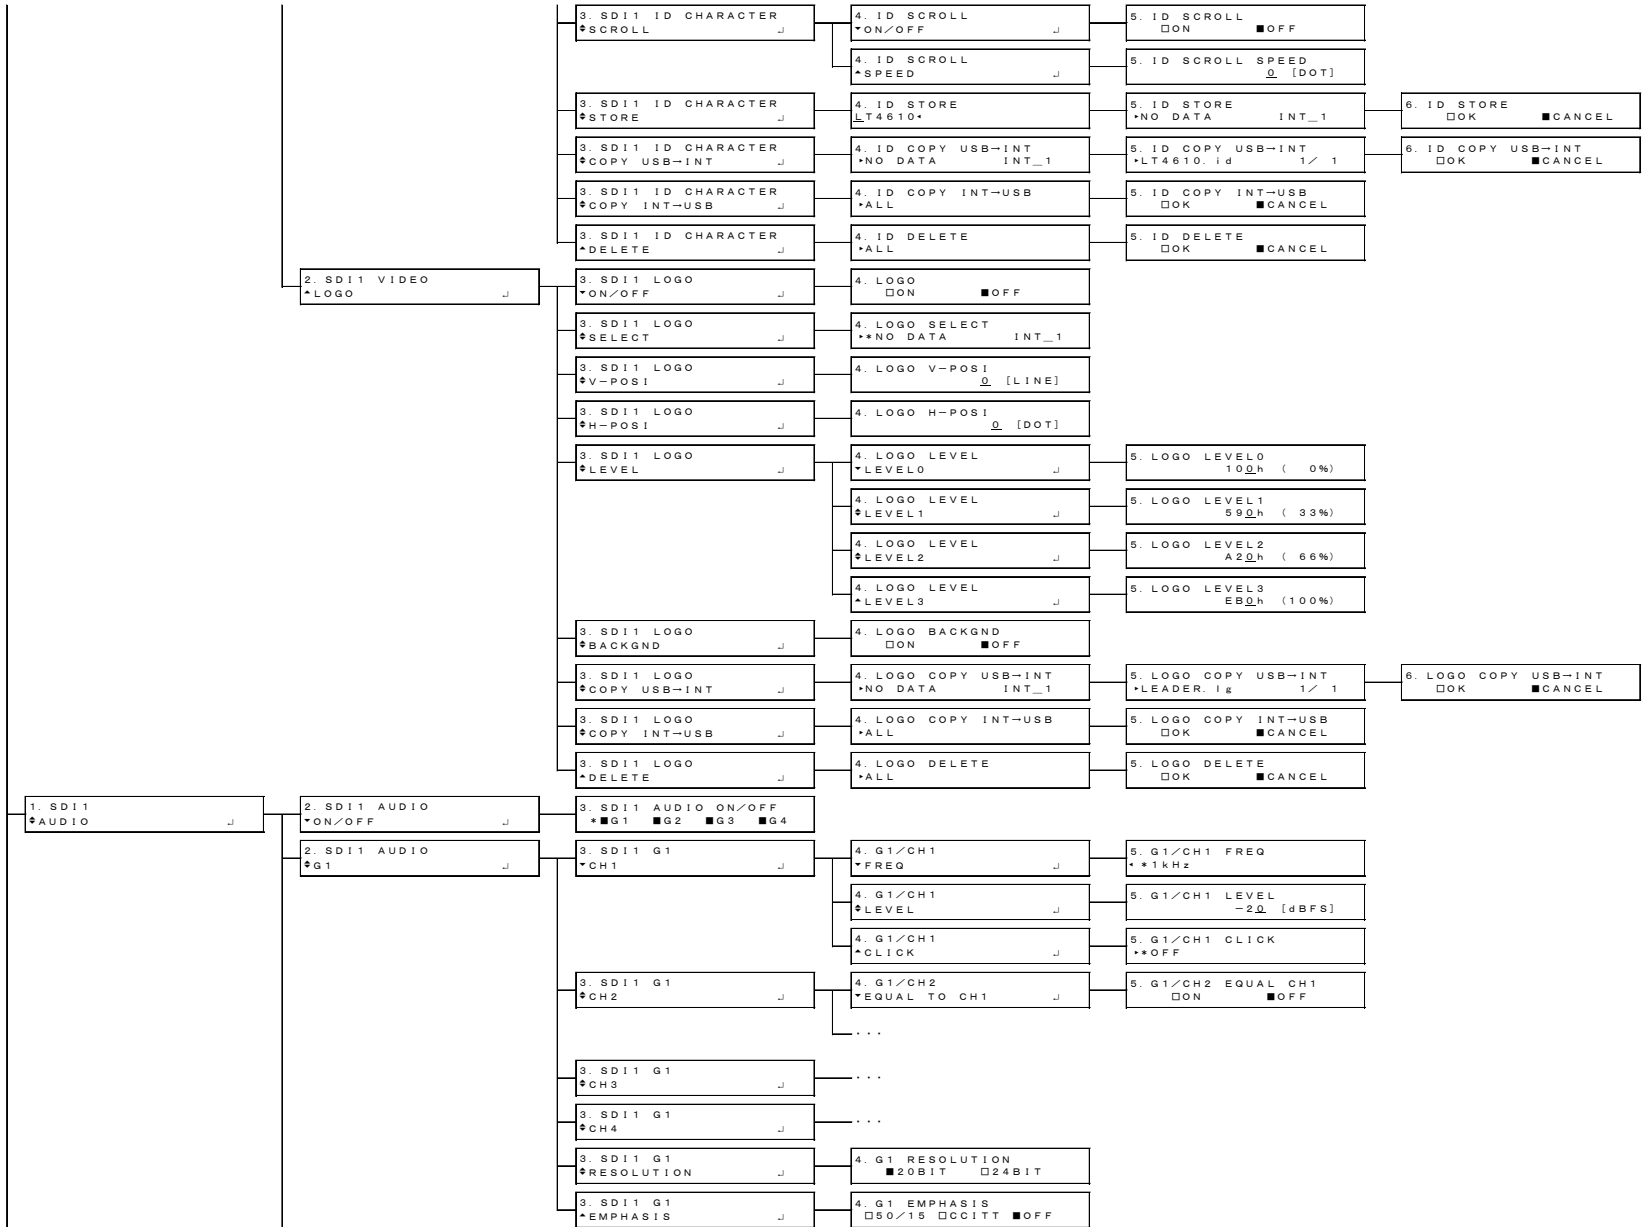 3. SDI1 ID CHARACTER
♦SCROLL ↵
4. ID SCROLL
▾ON/OFF ↵
5. ID SCROLL
□ON ■OFF
4. ID SCROLL
▴SPEED ↵
5. ID SCROLL SPEED
0 [DOT]
3. SDI1 ID CHARACTER
♦STORE ↵
4. ID STORE
LT4610◂
5. ID STORE
▸NO DATA INT_1
6. ID STORE
□OK ■CANCEL
3. SDI1 ID CHARACTER
♦COPY USB→INT ↵
4. ID COPY USB→INT
▸NO DATA INT_1
5. ID COPY USB→INT
▸LT4610.id 1/ 1
6. ID COPY USB→INT
□OK ■CANCEL
3. SDI1 ID CHARACTER
♦COPY INT→USB ↵
4. ID COPY INT→USB
▸ALL
5. ID COPY INT→USB
□OK ■CANCEL
3. SDI1 ID CHARACTER
▴DELETE ↵
4. ID DELETE
▸ALL
5. ID DELETE
□OK ■CANCEL
2. SDI1 VIDEO
▴LOGO ↵
3. SDI1 LOGO
▾ON/OFF ↵
4. LOGO
□ON ■OFF
3. SDI1 LOGO
♦SELECT ↵
4. LOGO SELECT
▸*NO DATA INT_1
3. SDI1 LOGO
♦V-POSI ↵
4. LOGO V-POSI
0 [LINE]
3. SDI1 LOGO
♦H-POSI ↵
4. LOGO H-POSI
0 [DOT]
3. SDI1 LOGO
♦LEVEL ↵
4. LOGO LEVEL
▾LEVEL0 ↵
5. LOGO LEVEL0
100h ( 0%)
4. LOGO LEVEL
♦LEVEL1 ↵
5. LOGO LEVEL1
590h ( 33%)
4. LOGO LEVEL
♦LEVEL2 ↵
5. LOGO LEVEL2
A20h ( 66%)
4. LOGO LEVEL
▴LEVEL3 ↵
5. LOGO LEVEL3
EB0h (100%)
3. SDI1 LOGO
♦BACKGND ↵
4. LOGO BACKGND
□ON ■OFF
3. SDI1 LOGO
♦COPY USB→INT ↵
4. LOGO COPY USB→INT
▸NO DATA INT_1
5. LOGO COPY USB→INT
▸LEADER.lg 1/ 1
6. LOGO COPY USB→INT
□OK ■CANCEL
3. SDI1 LOGO
♦COPY INT→USB ↵
4. LOGO COPY INT→USB
▸ALL
5. LOGO COPY INT→USB
□OK ■CANCEL
3. SDI1 LOGO
▴DELETE ↵
4. LOGO DELETE
▸ALL
5. LOGO DELETE
□OK ■CANCEL
1. SDI1
♦AUDIO ↵
2. SDI1 AUDIO
▾ON/OFF ↵
3. SDI1 AUDIO ON/OFF
*■G1 ■G2 ■G3 ■G4
2. SDI1 AUDIO
♦G1 ↵
3. SDI1 G1
▾CH1 ↵
4. G1/CH1
▾FREQ ↵
5. G1/CH1 FREQ
◂*1kHz
4. G1/CH1
♦LEVEL ↵
5. G1/CH1 LEVEL
-20 [dBFS]
4. G1/CH1
▴CLICK ↵
5. G1/CH1 CLICK
▸*OFF
3. SDI1 G1
♦CH2 ↵
4. G1/CH2
▾EQUAL TO CH1 ↵
5. G1/CH2 EQUAL CH1
□ON ■OFF
···
3. SDI1 G1
♦CH3 ↵
···
3. SDI1 G1
♦CH4 ↵
···
3. SDI1 G1
♦RESOLUTION ↵
4. G1 RESOLUTION
■20BIT □24BIT
3. SDI1 G1
▴EMPHASIS ↵
4. G1 EMPHASIS
□50/15 □CCITT ■OFF